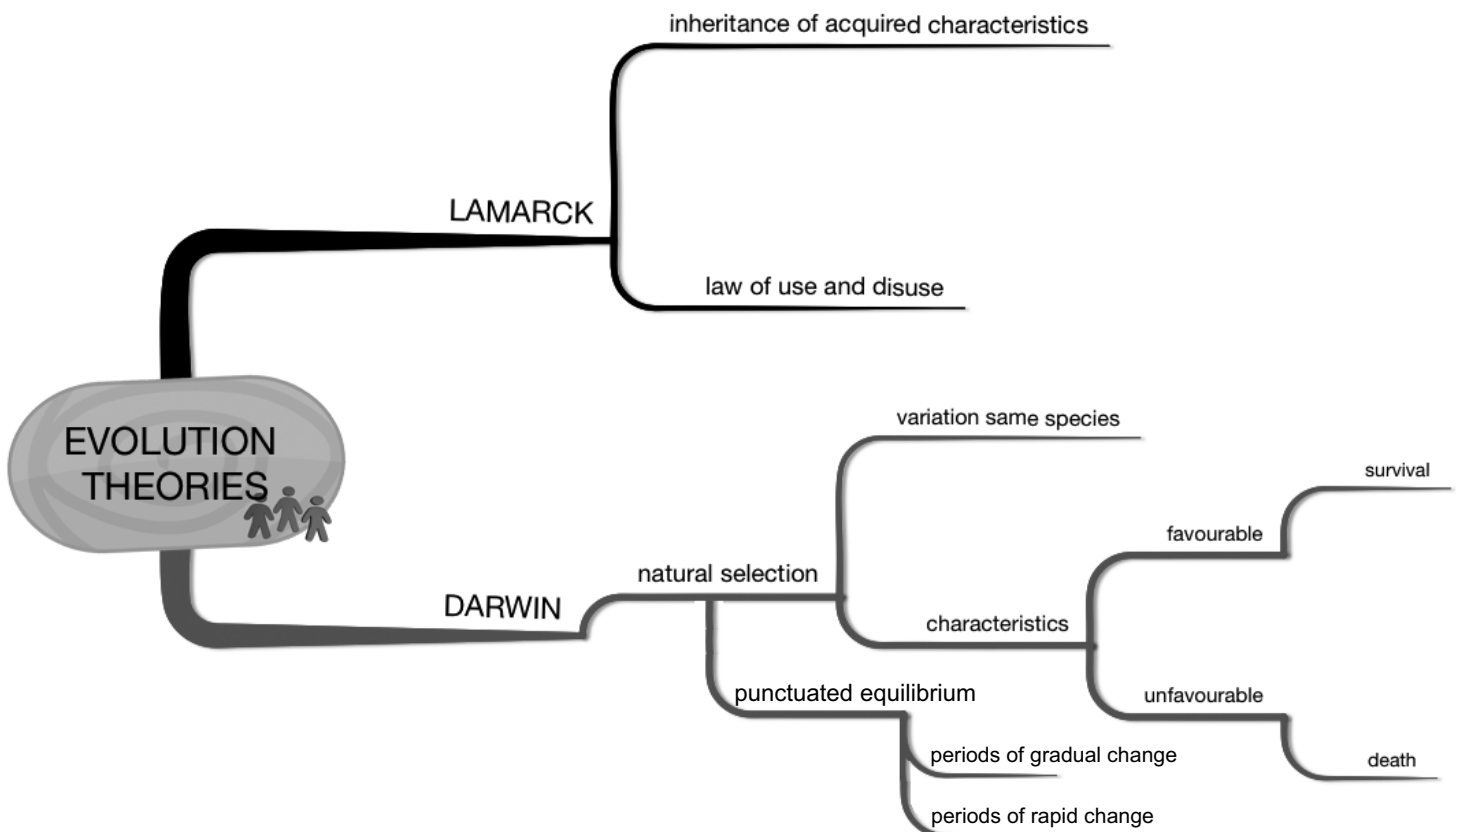 inheritance of acquired characteristics
LAMARCK
law of use and disuse
EVOLUTION
THEORIES
variation same species
survival
favourable
natural selection
DARWIN
characteristics
punctuated equilibrium
unfavourable
periods of gradual change
death
periods of rapid change